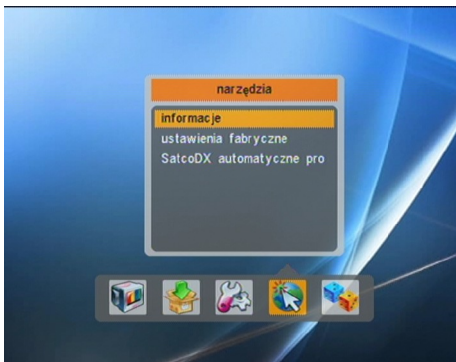 narzędzia
informacje
ustawienia fabryczne
SatcoDX automatyczne pro